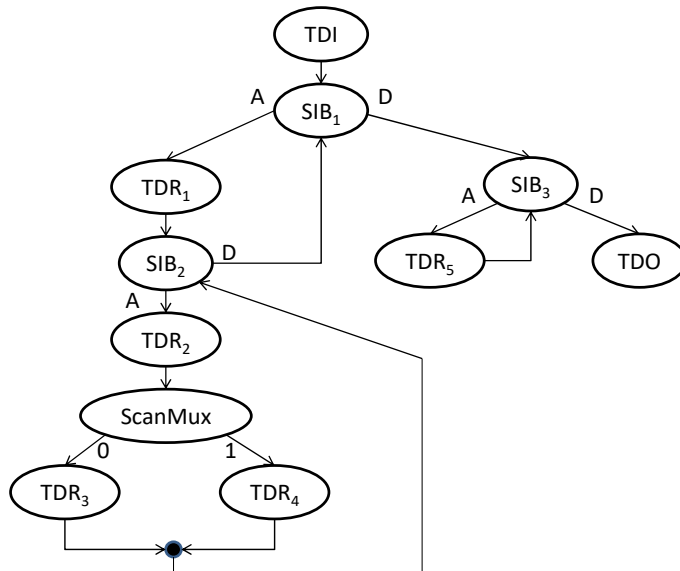 TDI
A
D
SIB₁
TDR₁
SIB₃
A
D
SIB₂
D
TDR₅
TDO
A
TDR₂
ScanMux
0
1
TDR₃
TDR₄